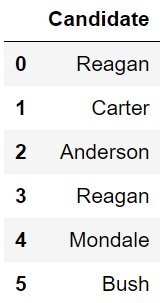 Candidate
0 Reagan
1 Carter
2 Anderson
3 Reagan
4 Mondale
5 Bush